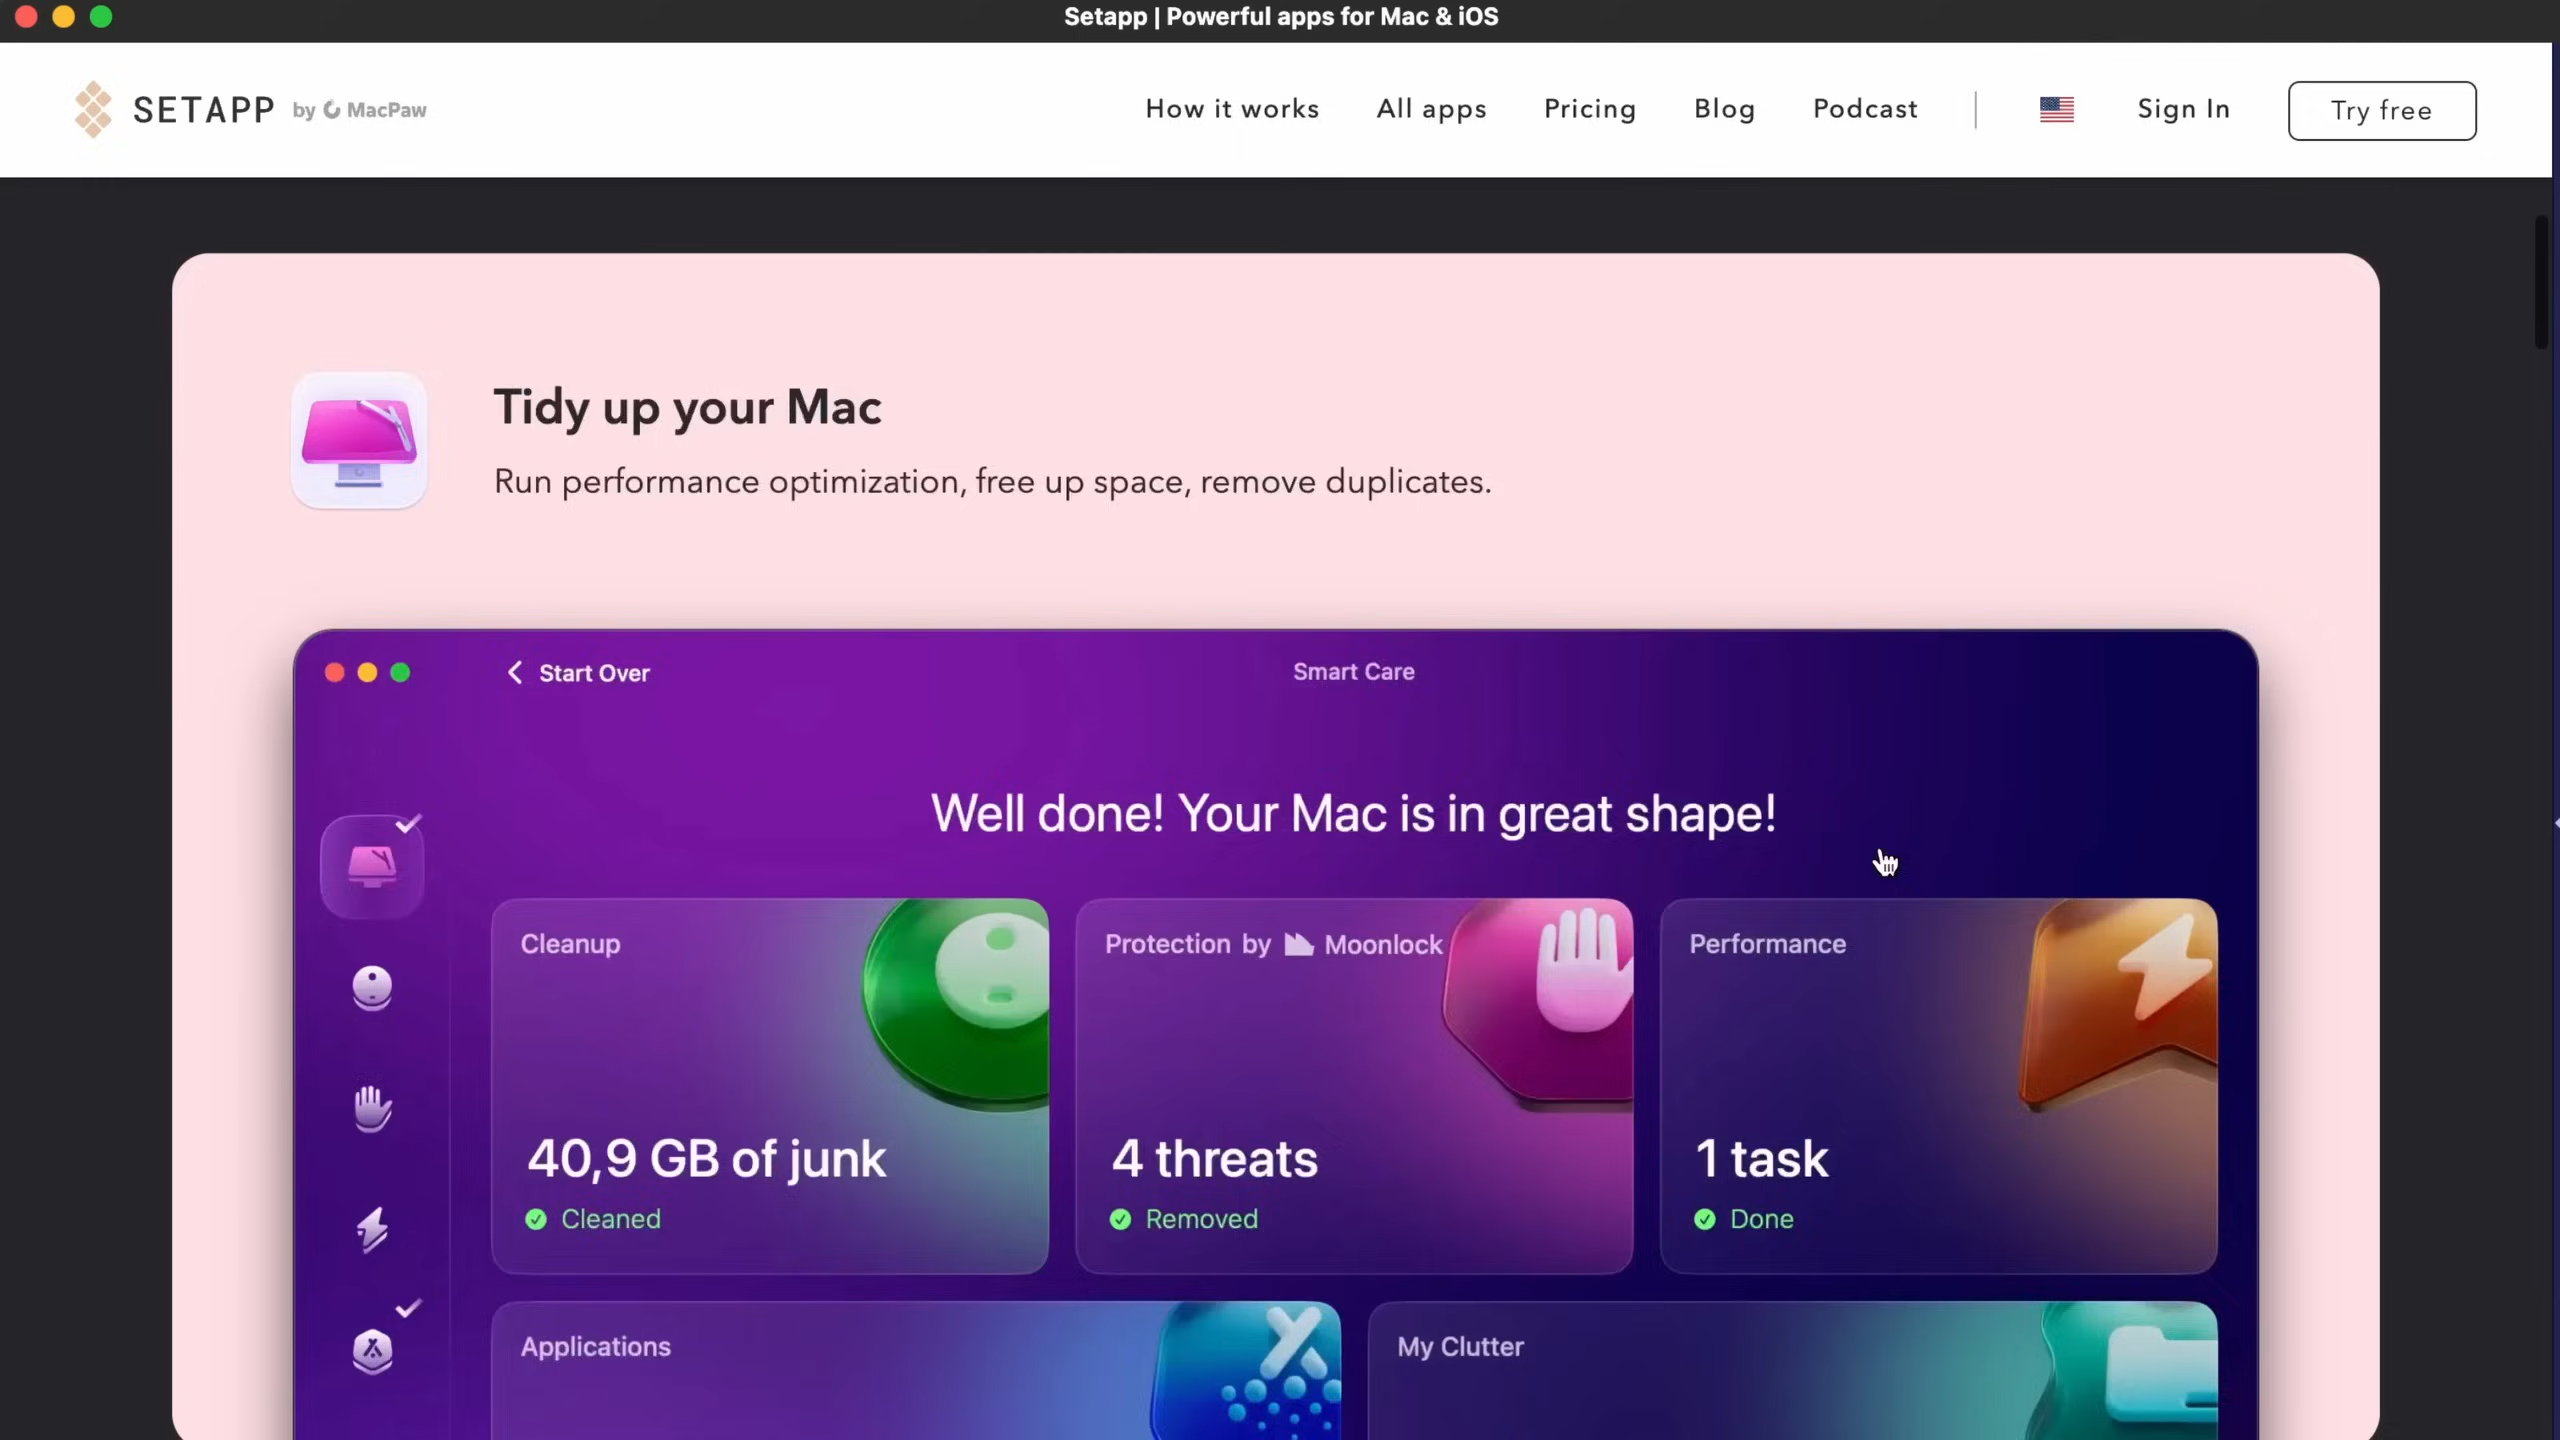 Setapp | Powerful apps for Mac & iOS
SETAPP by MacPaw
How it works All apps Pricing Blog Podcast Sign In Try free
Tidy up your Mac
Run performance optimization, free up space, remove duplicates.
Start Over
Smart Care
Well done! Your Mac is in great shape!
Cleanup
40,9 GB of junk
Cleaned
Protection by Moonlock
4 threats
Removed
Performance
1 task
Done
Applications
My Clutter